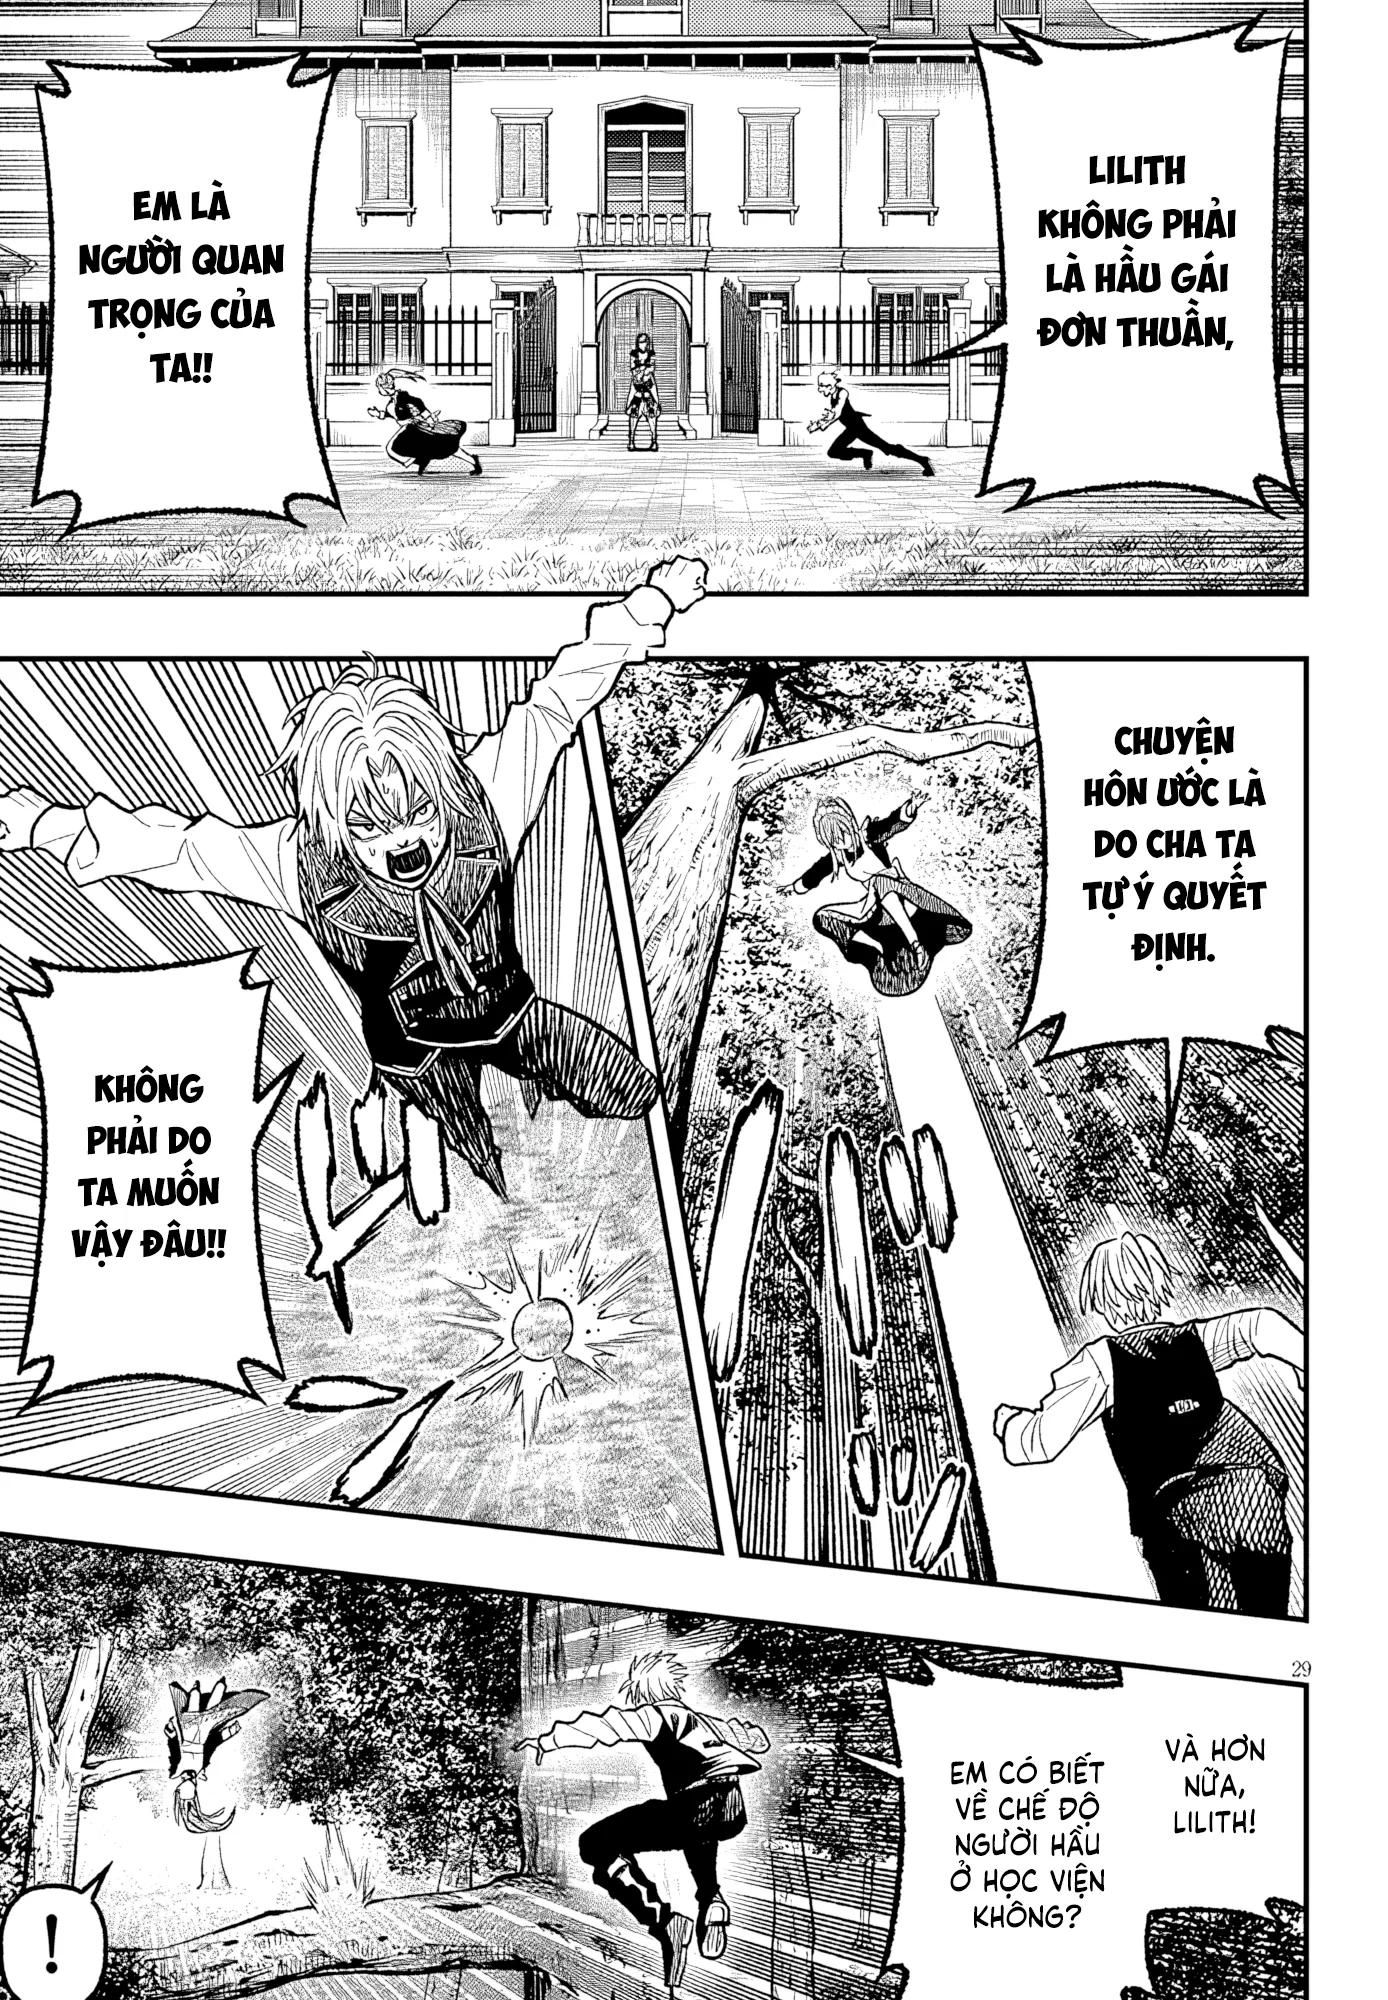 LILITH
KHÔNG PHẢI
LÀ HẦU GÁI
ĐƠN THUẦN,
EM LÀ
NGƯỜI QUAN
TRỌNG CỦA
TA!!
CHUYỆN
HÔN ƯỚC LÀ
DO CHA TA
TỰ Ý QUYẾT
ĐỊNH.
KHÔNG
PHẢI DO
TA MUỐN
VẬY ĐÂU!!
29
VÀ HƠN
NỮA,
LILITH!
EM CÓ BIẾT
VỀ CHẾ ĐỘ
NGƯỜI HẦU
Ở HỌC VIỆN
KHÔNG?
!